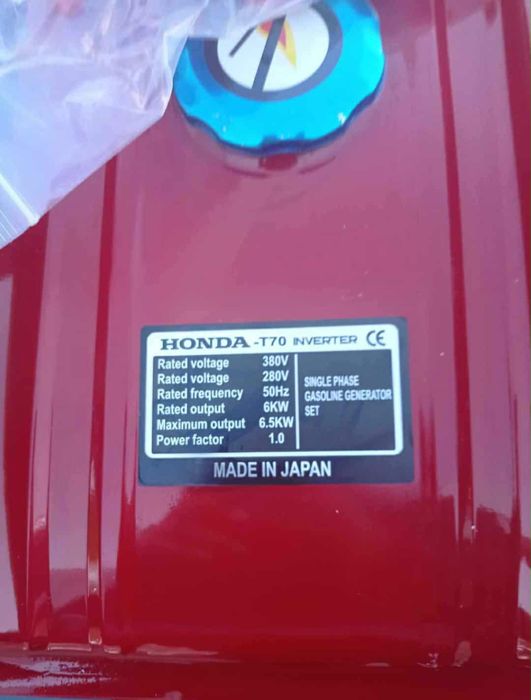 HONDA -T70 INVERTER CE
Rated voltage 380V
Rated voltage 280V
Rated frequency 50Hz
Rated output 6KW
Maximum output 6.5KW
Power factor 1.0
SINGLE PHASE
GASOLINE GENERATOR
SET
MADE IN JAPAN